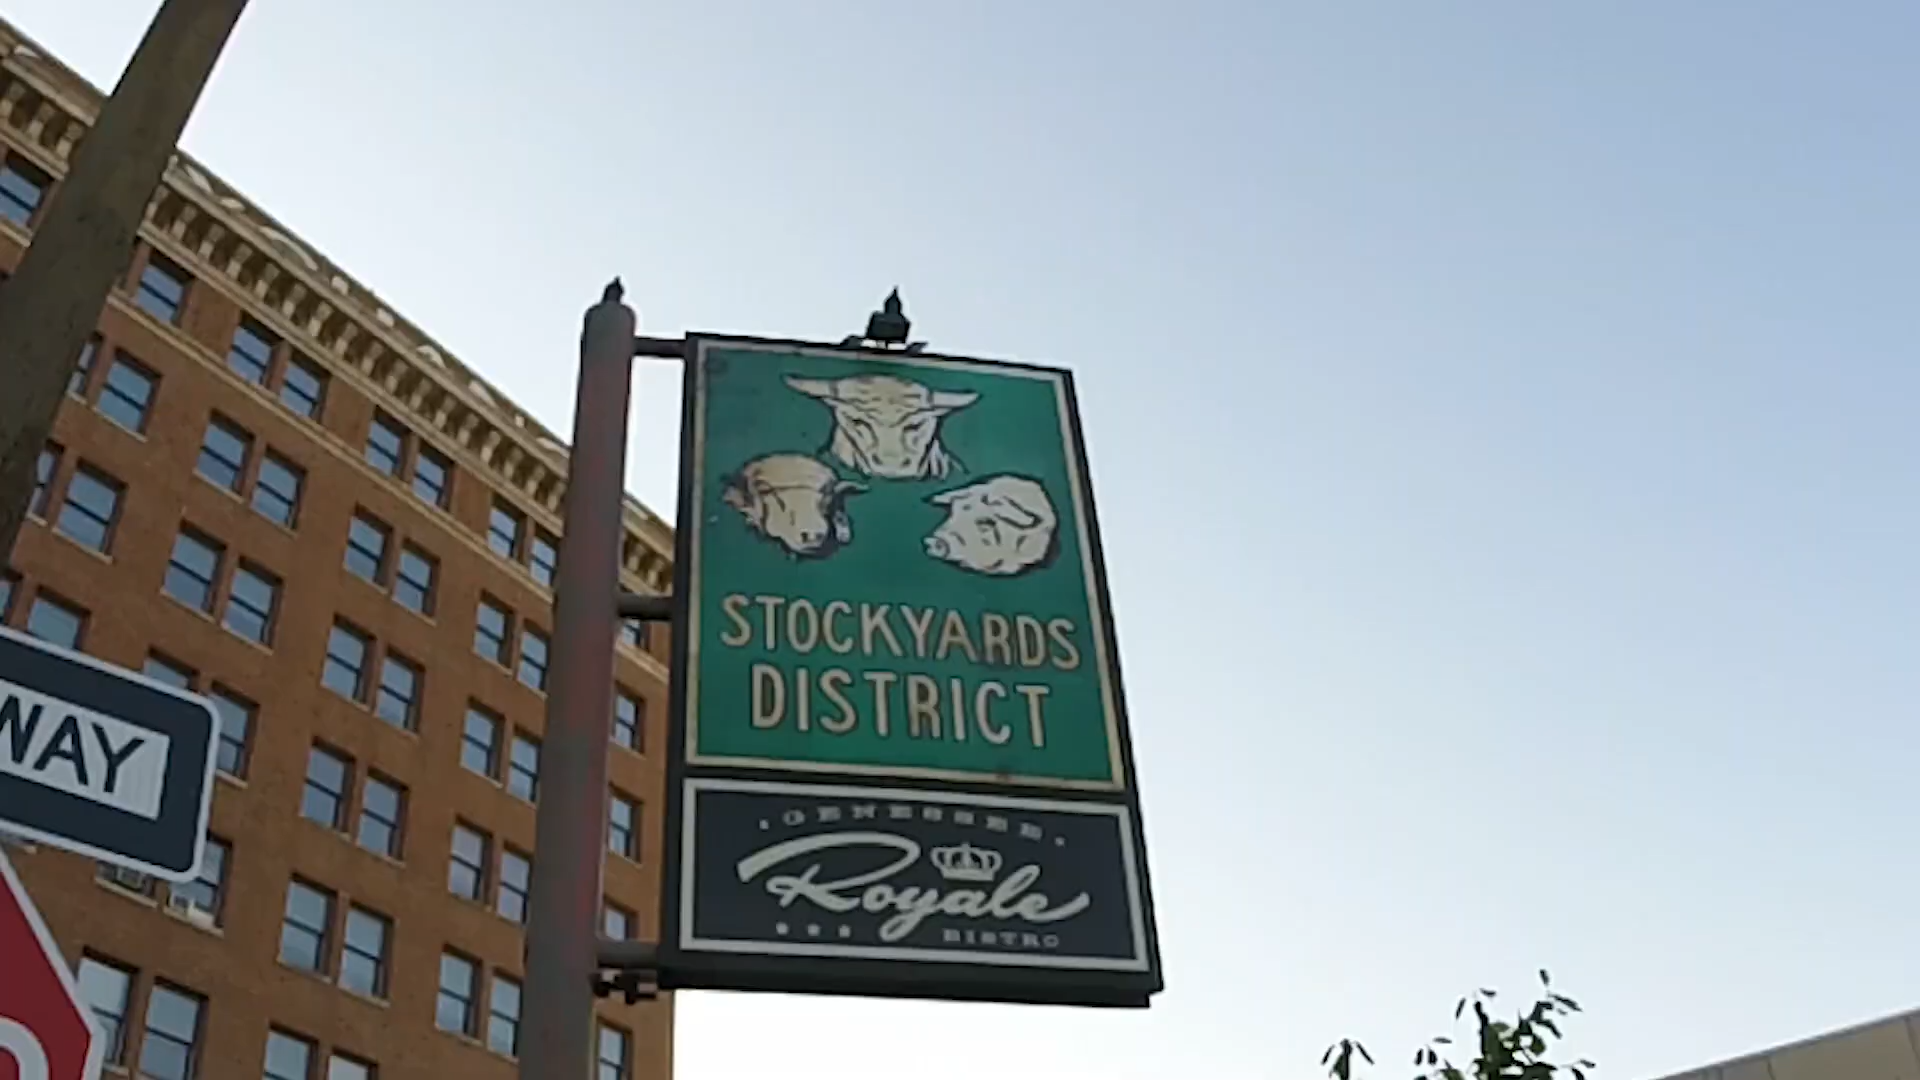 STOCKYARDS
DISTRICT
GENESSEE
Royale
BISTRO
WAY